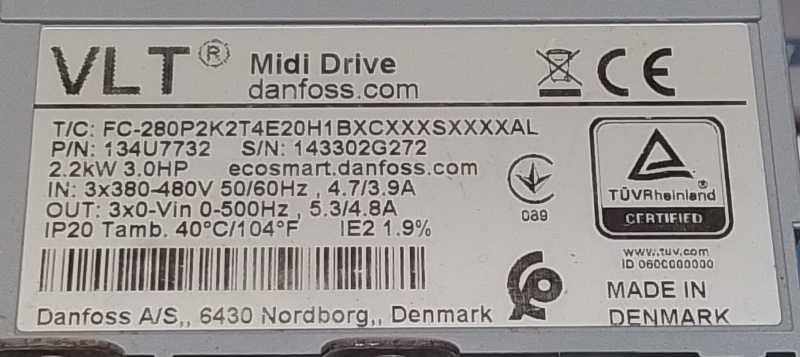 VLT® Midi Drive
danfoss.com
CE
T/C: FC-280P2K2T4E20H1BXCXXXSXXXXAL
P/N: 134U7732 S/N: 143302G272
2.2kW 3.0HP ecosmart.danfoss.com
IN: 3x380-480V 50/60Hz , 4.7/3.9A
OUT: 3x0-Vin 0-500Hz , 5.3/4.8A
IP20 Tamb. 40°C/104°F IE2 1.9%
089
TÜVRheinland®
CERTIFIED
www.tuv.com
ID 0600000000
MADE IN
DENMARK
Danfoss A/S,, 6430 Nordborg,, Denmark